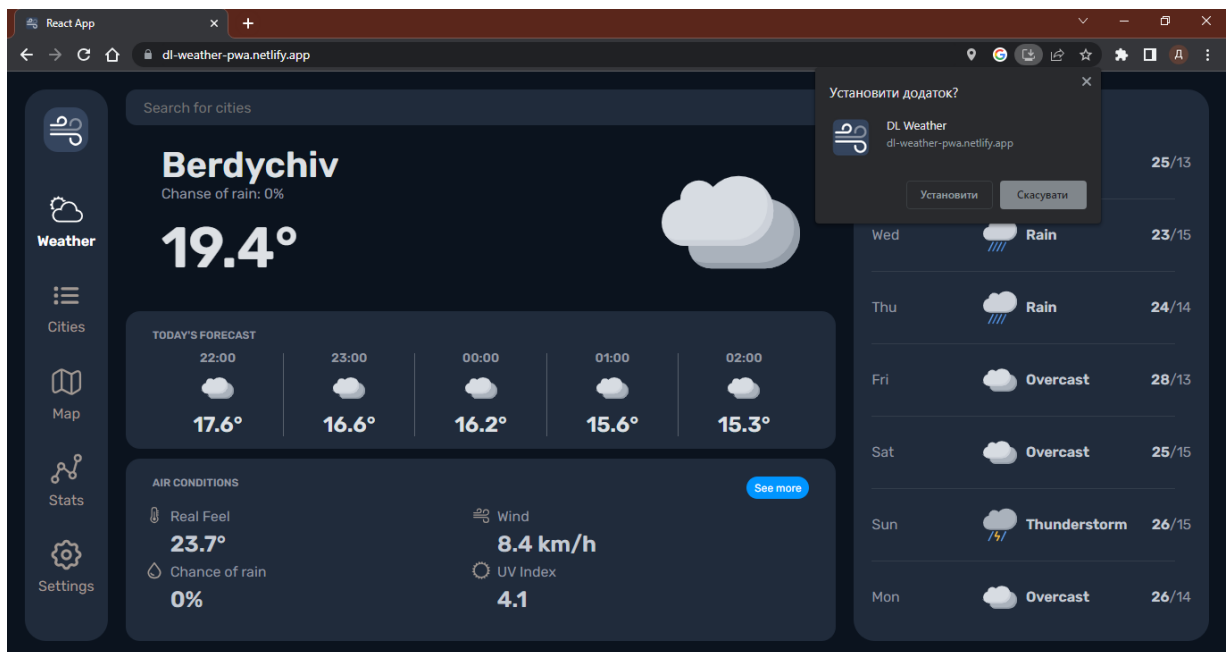 React App
dl-weather-pwa.netlify.app
Д
Установити додаток?
DL Weather
dl-weather-pwa.netlify.app
Установити
Скасувати
Weather
Cities
Map
Stats
Settings
Search for cities
Berdychiv
Chanse of rain: 0%
19.4°
TODAY'S FORECAST
22:00 23:00 00:00 01:00 02:00
17.6° 16.6° 16.2° 15.6° 15.3°
AIR CONDITIONS
See more
Real Feel
23.7°
Wind
8.4 km/h
Chance of rain
0%
UV Index
4.1
25/13
Wed Rain 23/15
Thu Rain 24/14
Fri Overcast 28/13
Sat Overcast 25/15
Sun Thunderstorm 26/15
Mon Overcast 26/14